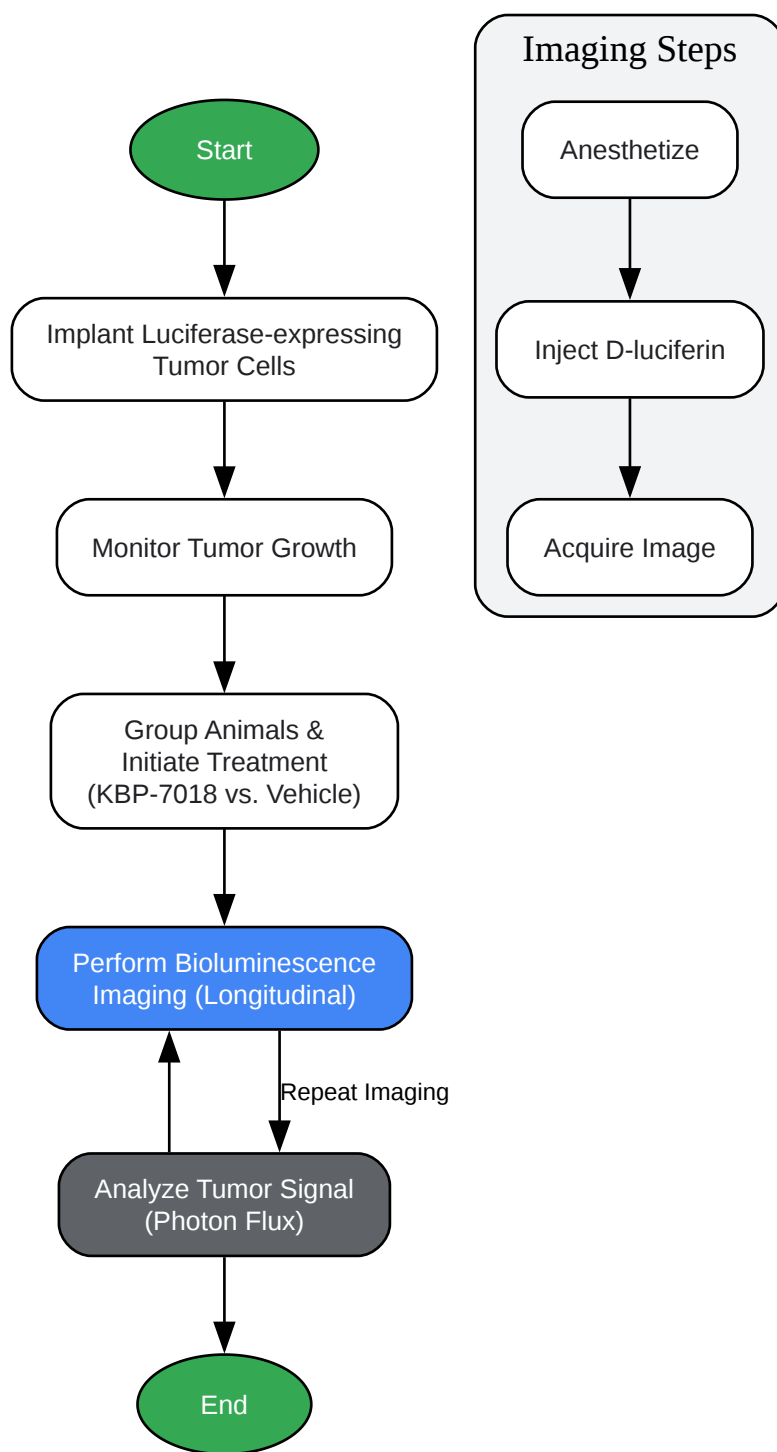 Start
Implant Luciferase-expressing
Tumor Cells
Monitor Tumor Growth
Group Animals &
Initiate Treatment
(KBP-7018 vs. Vehicle)
Perform Bioluminescence
Imaging (Longitudinal)
Repeat Imaging
Analyze Tumor Signal
(Photon Flux)
End
Imaging Steps
Anesthetize
Inject D-luciferin
Acquire Image